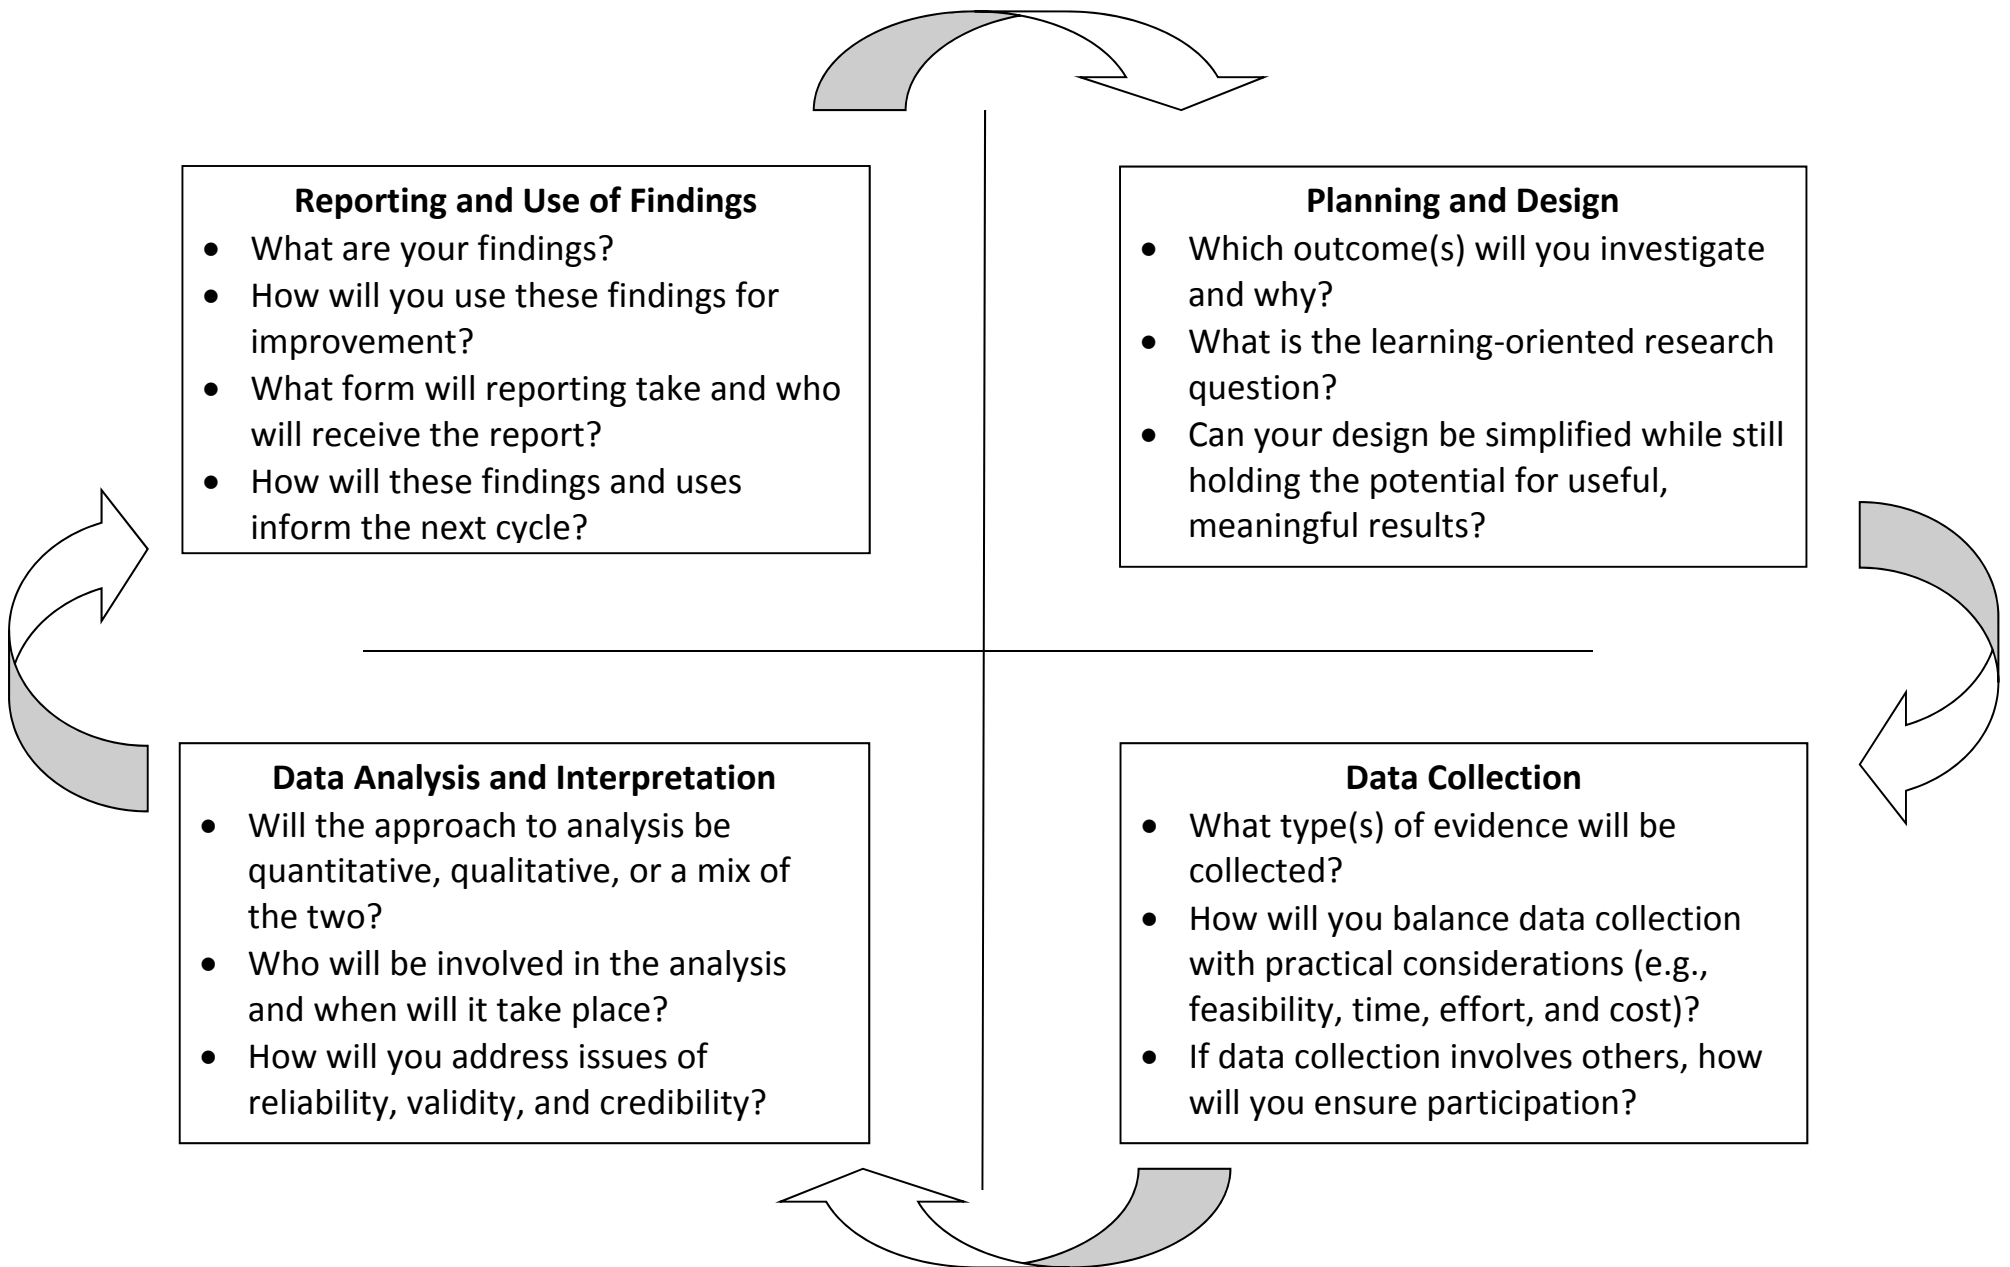 Reporting and Use of Findings
• What are your findings?
• How will you use these findings for
improvement?
• What form will reporting take and who
will receive the report?
• How will these findings and uses
inform the next cycle?
Planning and Design
• Which outcome(s) will you investigate
and why?
• What is the learning-oriented research
question?
• Can your design be simplified while still
holding the potential for useful,
meaningful results?
Data Analysis and Interpretation
• Will the approach to analysis be
quantitative, qualitative, or a mix of
the two?
• Who will be involved in the analysis
and when will it take place?
• How will you address issues of
reliability, validity, and credibility?
Data Collection
• What type(s) of evidence will be
collected?
• How will you balance data collection
with practical considerations (e.g.,
feasibility, time, effort, and cost)?
• If data collection involves others, how
will you ensure participation?